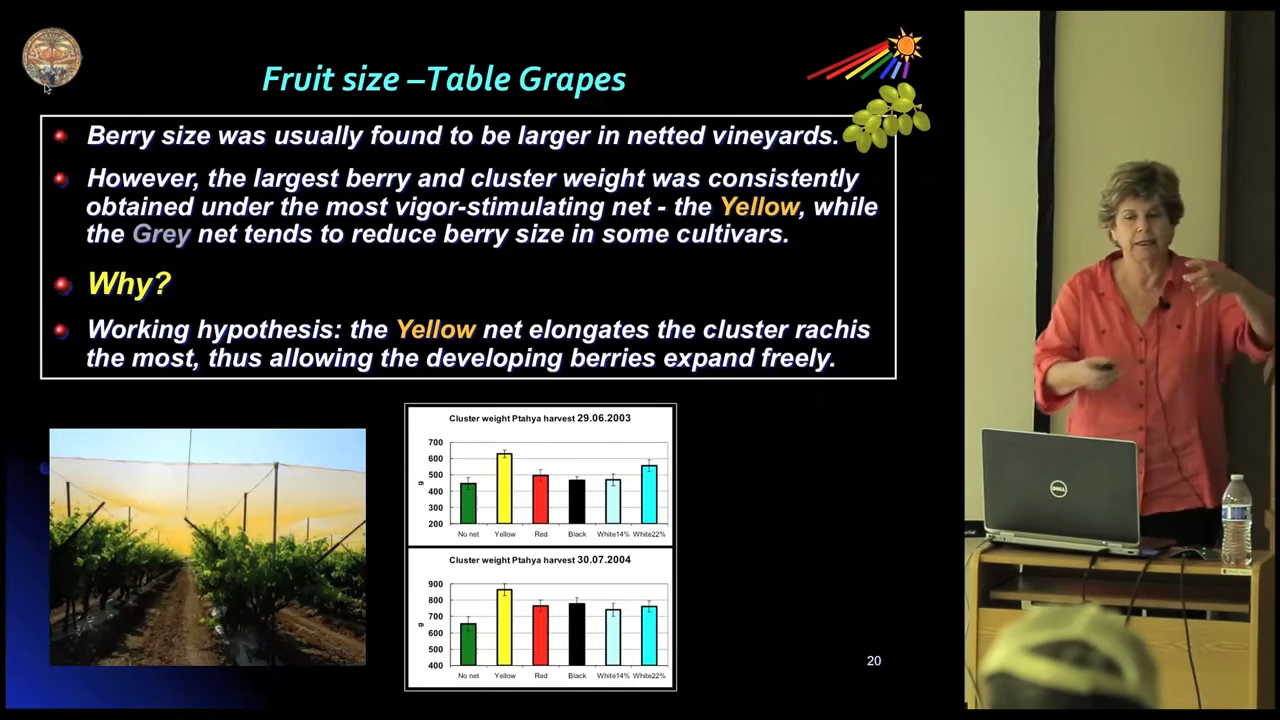 Fruit size –Table Grapes
Berry size was usually found to be larger in netted vineyards.
However, the largest berry and cluster weight was consistently
obtained under the most vigor-stimulating net - the Yellow, while
the Grey net tends to reduce berry size in some cultivars.
Why?
Working hypothesis: the Yellow net elongates the cluster rachis
the most, thus allowing the developing berries expand freely.
Cluster weight Ptahya harvest 29.06.2003
700
600
500
400
300
200
g
No net Yellow Red Black White14% White22%
Cluster weight Ptahya harvest 30.07.2004
900
800
700
600
500
400
g
No net Yellow Red Black White14% White22%
20
DELL